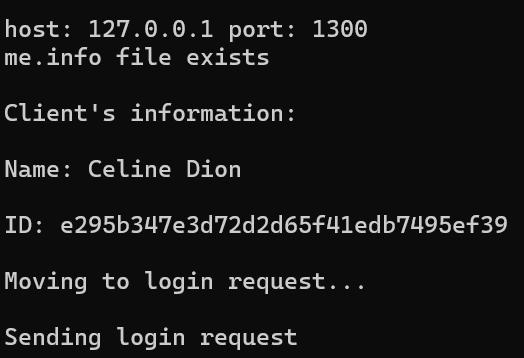 host: 127.0.0.1 port: 1300
me.info file exists
Client's information:
Name: Celine Dion
ID: e295b347e3d72d2d65f41edb7495ef39
Moving to login request...
Sending login request